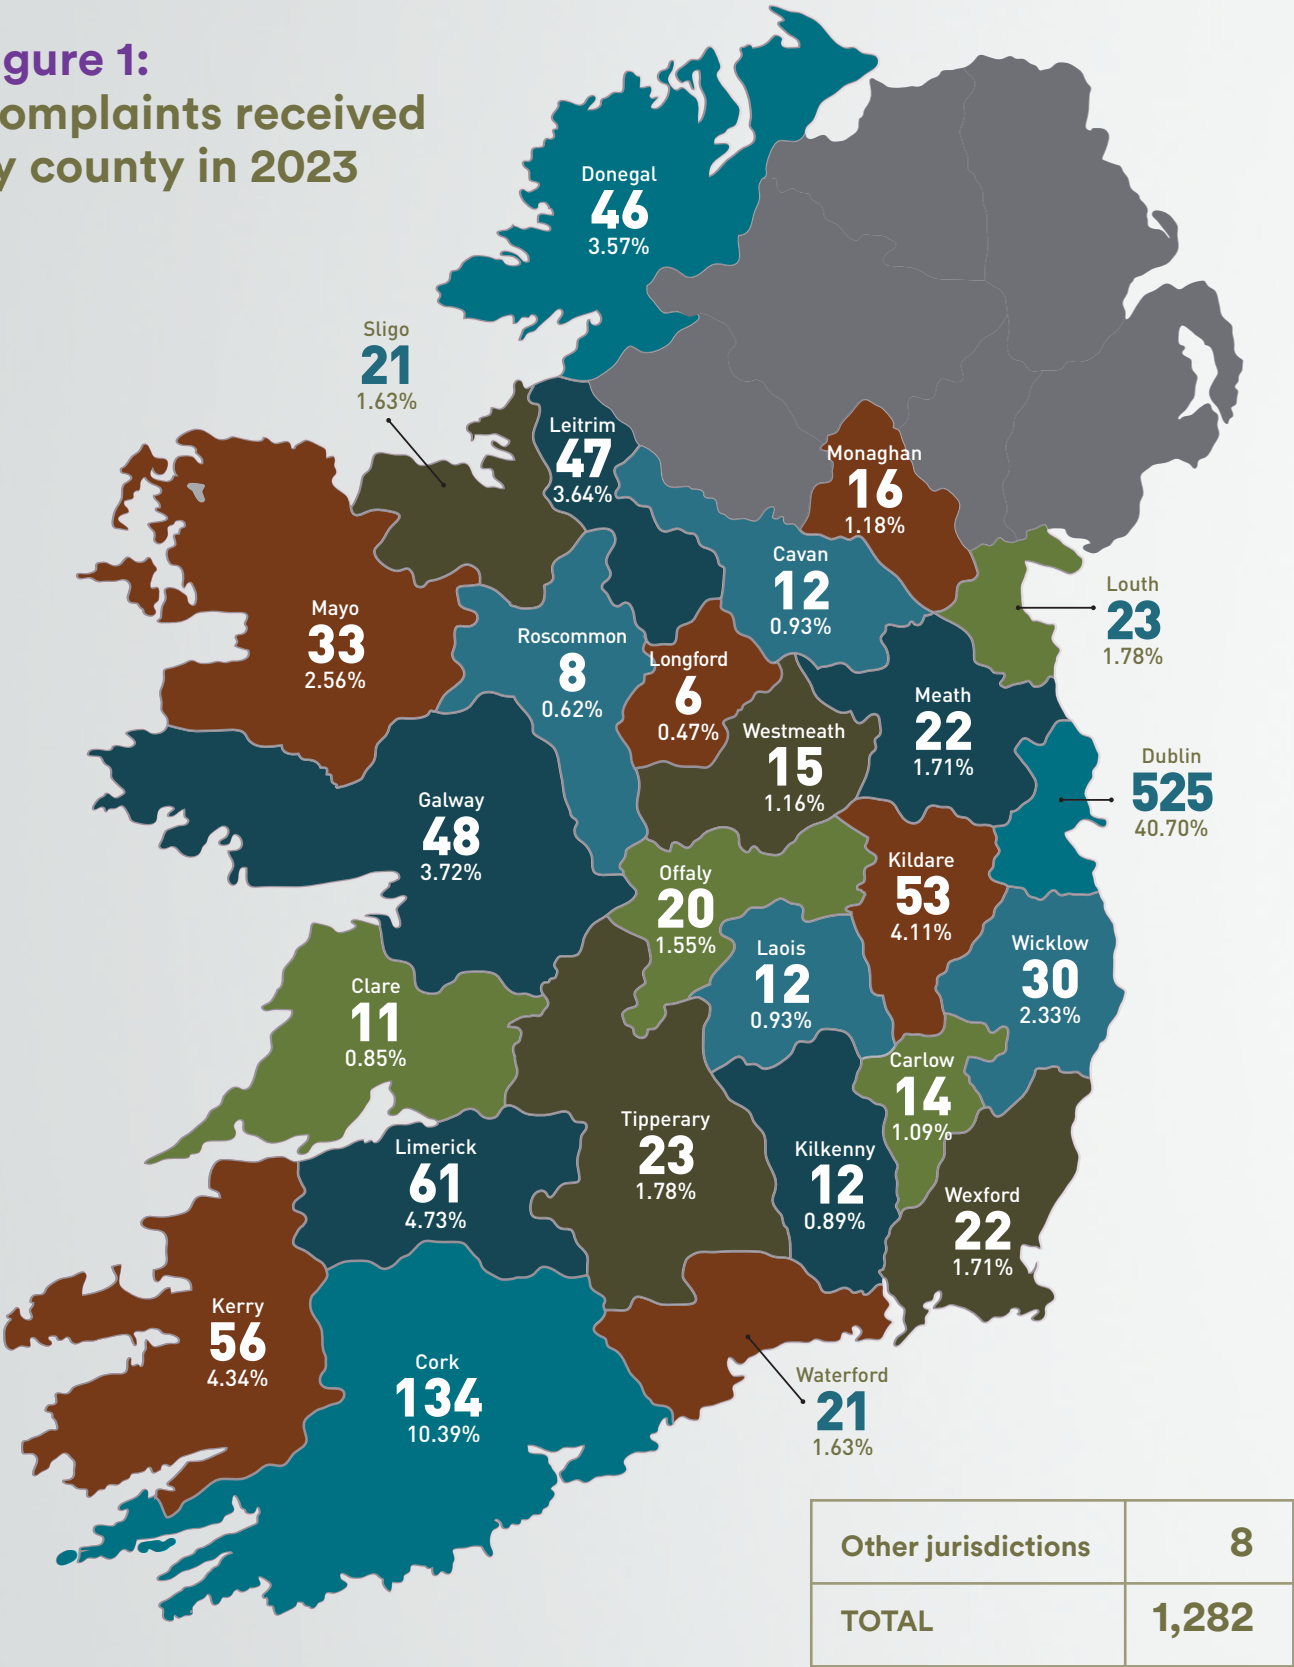 gure 1:
omplaints received
y county in 2023
Donegal
46
3.57%
Sligo
21
1.63%
Leitrim
47
3.64%
Monaghan
16
1.18%
Cavan
12
0.93%
Louth
23
1.78%
Mayo
33
2.56%
Roscommon
8
0.62%
Longford
6
0.47%
Meath
22
1.71%
Westmeath
15
1.16%
Dublin
525
40.70%
Galway
48
3.72%
Offaly
20
1.55%
Kildare
53
4.11%
Laois
12
0.93%
Wicklow
30
2.33%
Clare
11
0.85%
Carlow
14
1.09%
Tipperary
23
1.78%
Limerick
61
4.73%
Kilkenny
12
0.89%
Wexford
22
1.71%
Kerry
56
4.34%
Cork
134
10.39%
Waterford
21
1.63%
Other jurisdictions 8
TOTAL 1,282